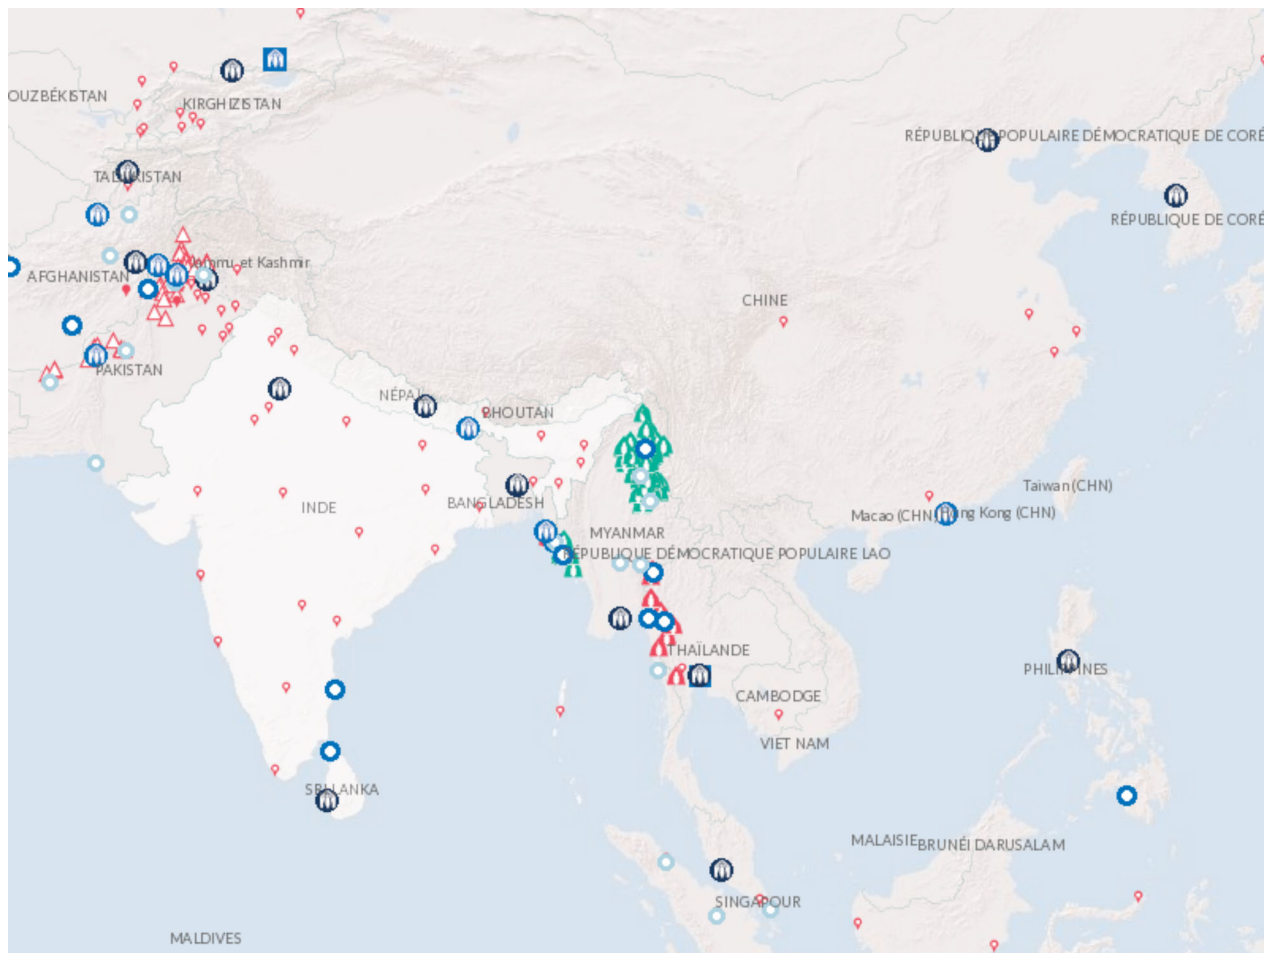 OUZBÉKISTAN
KIRGHIZISTAN
RÉPUBLIQUE POPULAIRE DÉMOCRATIQUE DE CORÉ
TADJIKISTAN
RÉPUBLIQUE DE CORÉ
Jammu et Kashmir
AFGHANISTAN
CHINE
PAKISTAN
NÉPAL
BHOUTAN
Taiwan (CHN)
BANGLADESH
INDE
Macao (CHN)
Hong Kong (CHN)
MYANMAR
RÉPUBLIQUE DÉMOCRATIQUE POPULAIRE LAO
THAÏLANDE
PHILIPPINES
CAMBODGE
VIET NAM
SRI LANKA
MALAISIE
BRUNÉI DARUSALAM
SINGAPOUR
MALDIVES